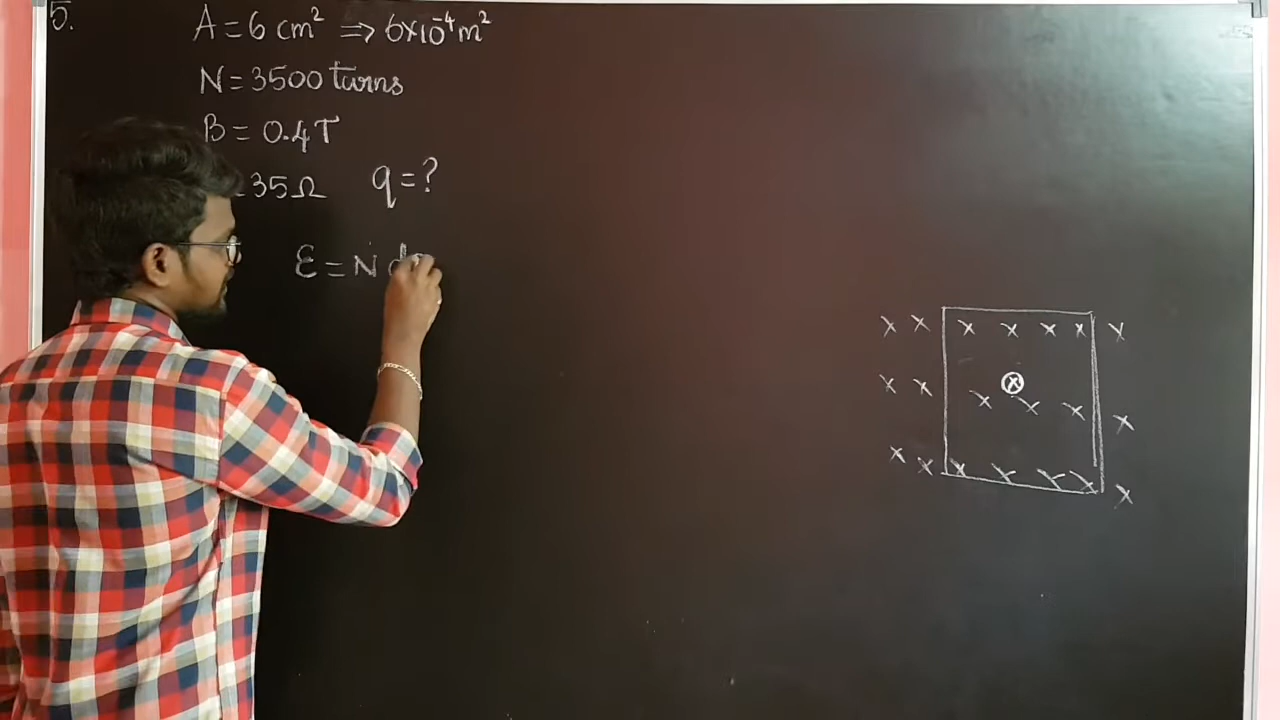 5.
A = 6 cm² ⇒ 6×10⁻⁴ m²
N = 3500 turns
B = 0.4T
= 35Ω q = ?
ε = N d
x x x x x x x
ⓧ
x x x x x x
x x x x x x x